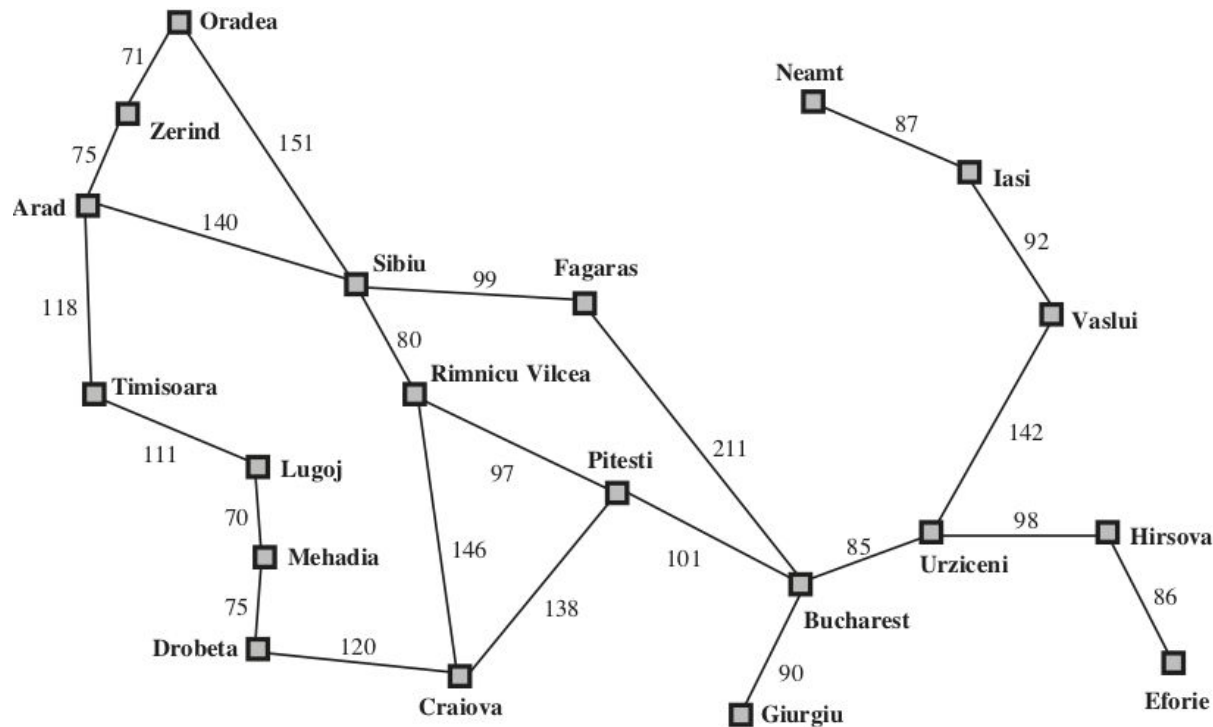 Oradea
71
Neamt
Zerind
87
75
151
Iasi
Arad
140
92
Sibiu
99
Fagaras
118
Vaslui
80
Timisoara
Rimnicu Vilcea
142
111
211
Lugoj
97
Pitesti
70
98
Hirsova
Mehadia
146
101
85
Urziceni
86
75
138
Bucharest
Drobeta
120
90
Craiova
Giurgiu
Eforie